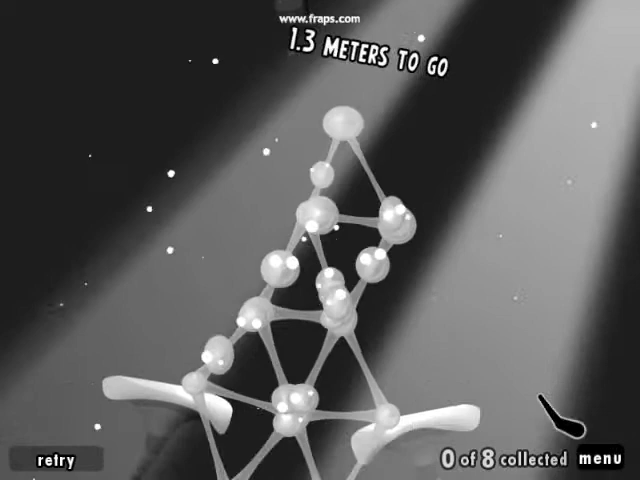 www.fraps.com
1.3 METERS TO GO
retry
0 of 8 collected
menu